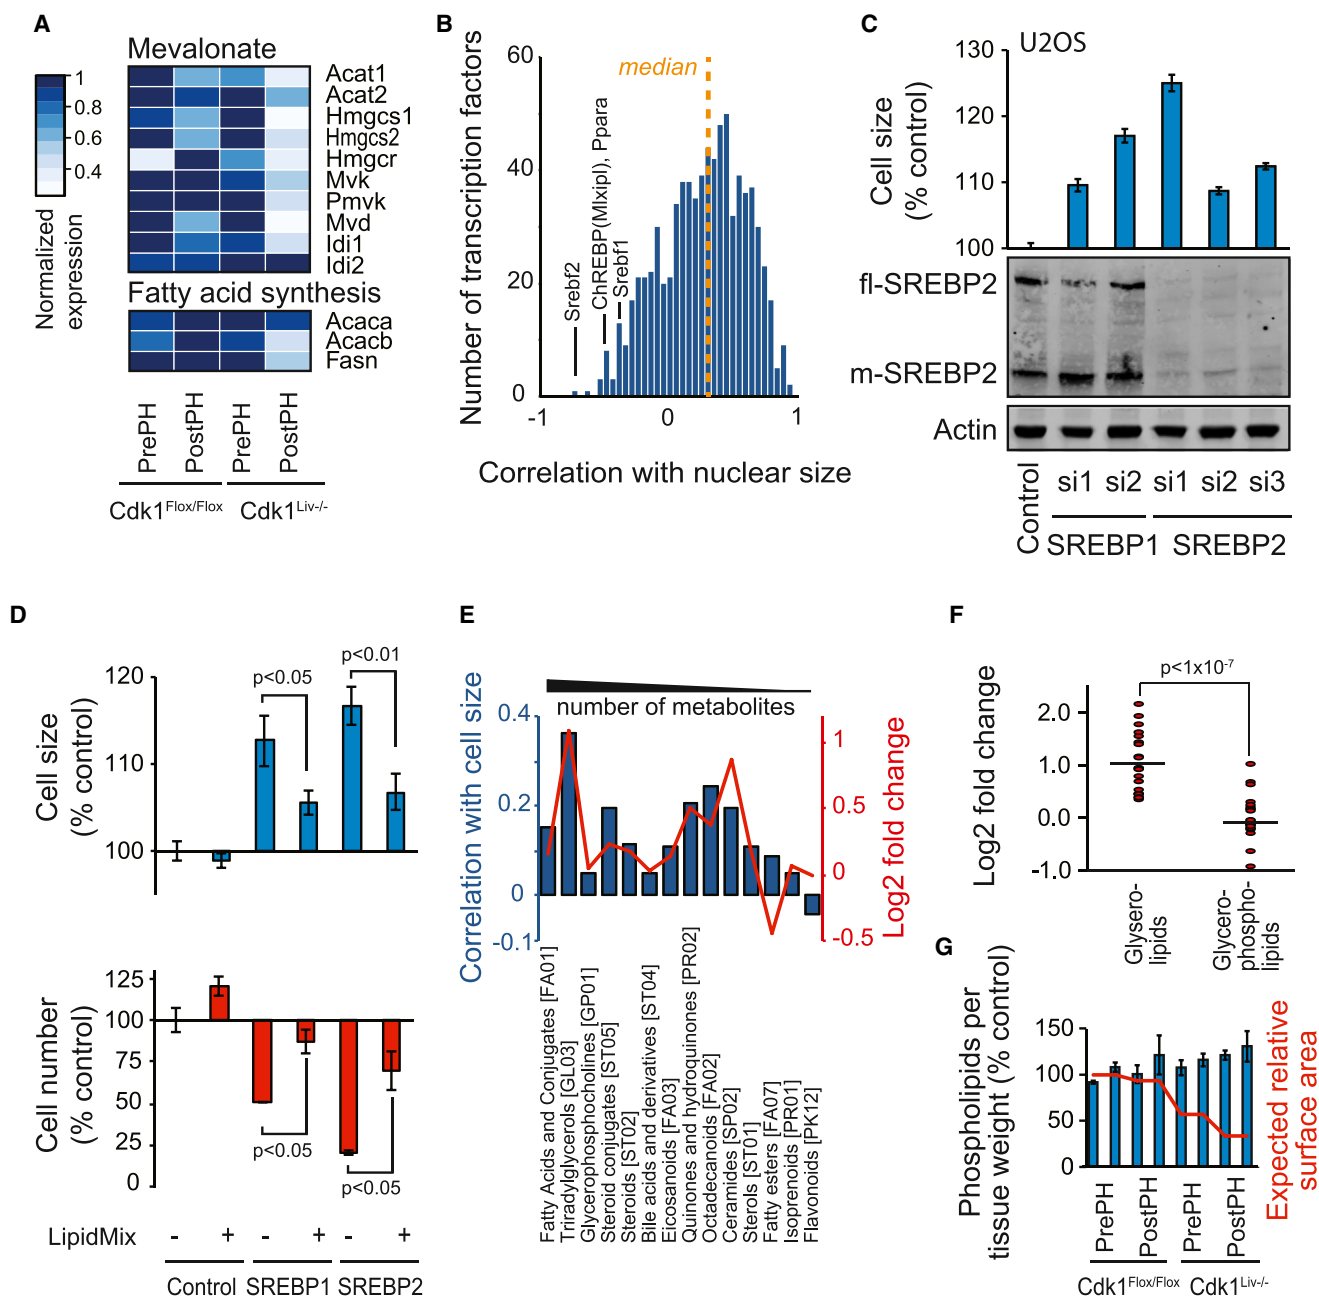 A
Mevalonate
1
0.8
0.6
0.4
Normalized
expression
Acat1
Acat2
Hmgcs1
Hmgcs2
Hmgcr
Mvk
Pmvk
Mvd
Idi1
Idi2
Fatty acid synthesis
Acaca
Acacb
Fasn
PrePH
PostPH
PrePH
PostPH
Cdk1Flox/Flox
Cdk1Liv-/-
B
Number of transcription factors
60
40
20
0
median
Srebf2
ChREBP(Mlxipl), Ppara
Srebf1
-1
0
1
Correlation with nuclear size
C
U2OS
Cell size
(% control)
130
120
110
100
fl-SREBP2
m-SREBP2
Actin
Control
si1
si2
si1
si2
si3
SREBP1
SREBP2
D
Cell size
(% control)
120
110
100
p<0.05
p<0.01
Cell number
(% control)
125
100
75
50
25
0
p<0.05
p<0.05
LipidMix
-
+
-
+
-
+
Control
SREBP1
SREBP2
E
number of metabolites
Correlation with cell size
0.4
0.2
0
-0.1
1
0.5
0
-0.5
Log2 fold change
Fatty Acids and Conjugates [FA01]
Triradylglycerols [GL03]
Glycerophosphocholines [GP01]
Steroid conjugates [ST05]
Steroids [ST02]
Bile acids and derivatives [ST04]
Eicosanoids [FA03]
Quinones and hydroquinones [PR02]
Octadecanoids [FA02]
Ceramides [SP02]
Sterols [ST01]
Fatty esters [FA07]
Isoprenoids [PR01]
Flavonoids [PK12]
F
p<1x10-7
Log2 fold change
2.0
1.0
0.0
-1.0
Glysero-
lipids
Glycero-
phospho-
lipids
G
Phospholipids per
tissue weight (% control)
150
100
50
0
Expected relative
surface area
PrePH
PostPH
PrePH
PostPH
Cdk1Flox/Flox
Cdk1Liv-/-